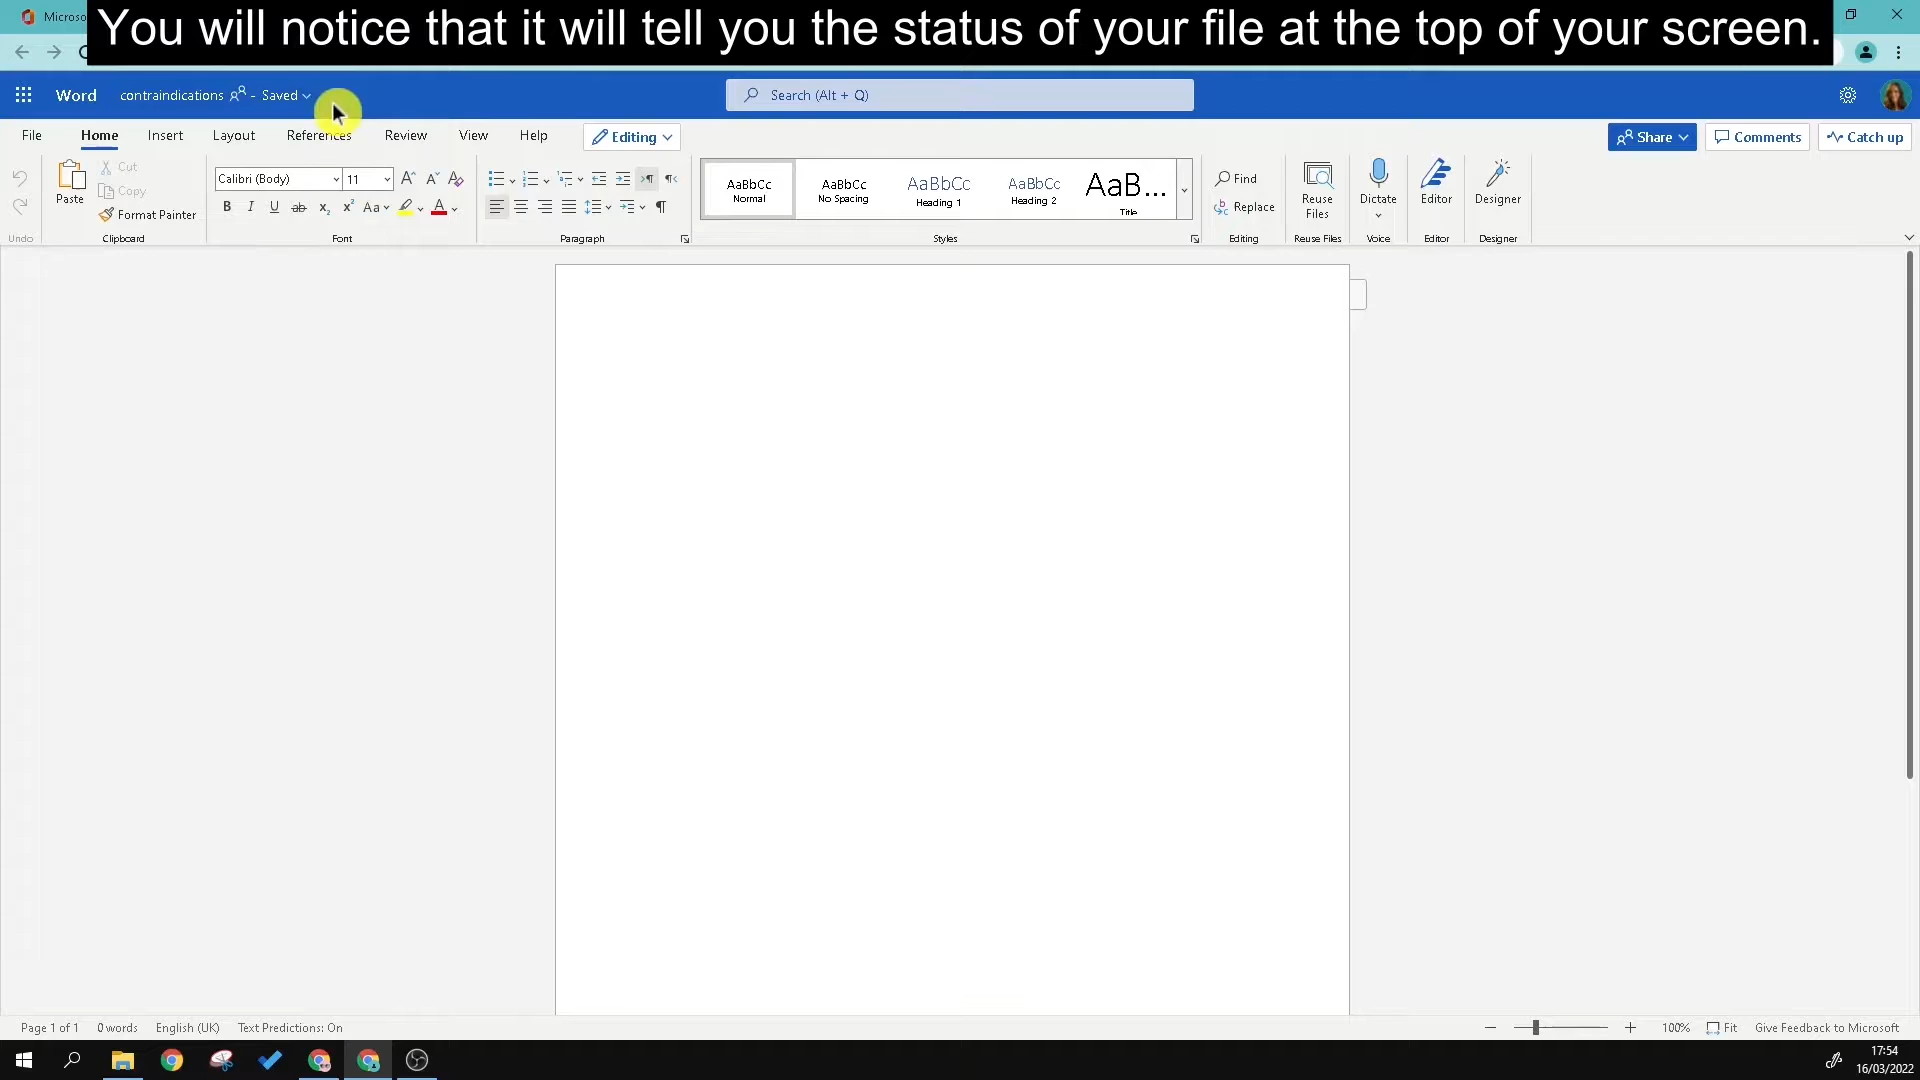 Microso
You will notice that it will tell you the status of your file at the top of your screen.
Word contraindications - Saved Search (Alt + Q)
File Home Insert Layout References Review View Help Editing Share Comments Catch up
Paste Cut Copy Format Painter
Calibri (Body) 11
B I U ab x₂ x² Aa A
AaBbCc Normal
AaBbCc No Spacing
AaBbCc Heading 1
AaBbCc Heading 2
AaB... Title
Find
Replace
Reuse Files
Dictate
Editor
Designer
Undo Clipboard Font Paragraph Styles Editing Reuse Files Voice Editor Designer
Page 1 of 1 0 words English (UK) Text Predictions: On 100% Fit Give Feedback to Microsoft
17:54
16/03/2022